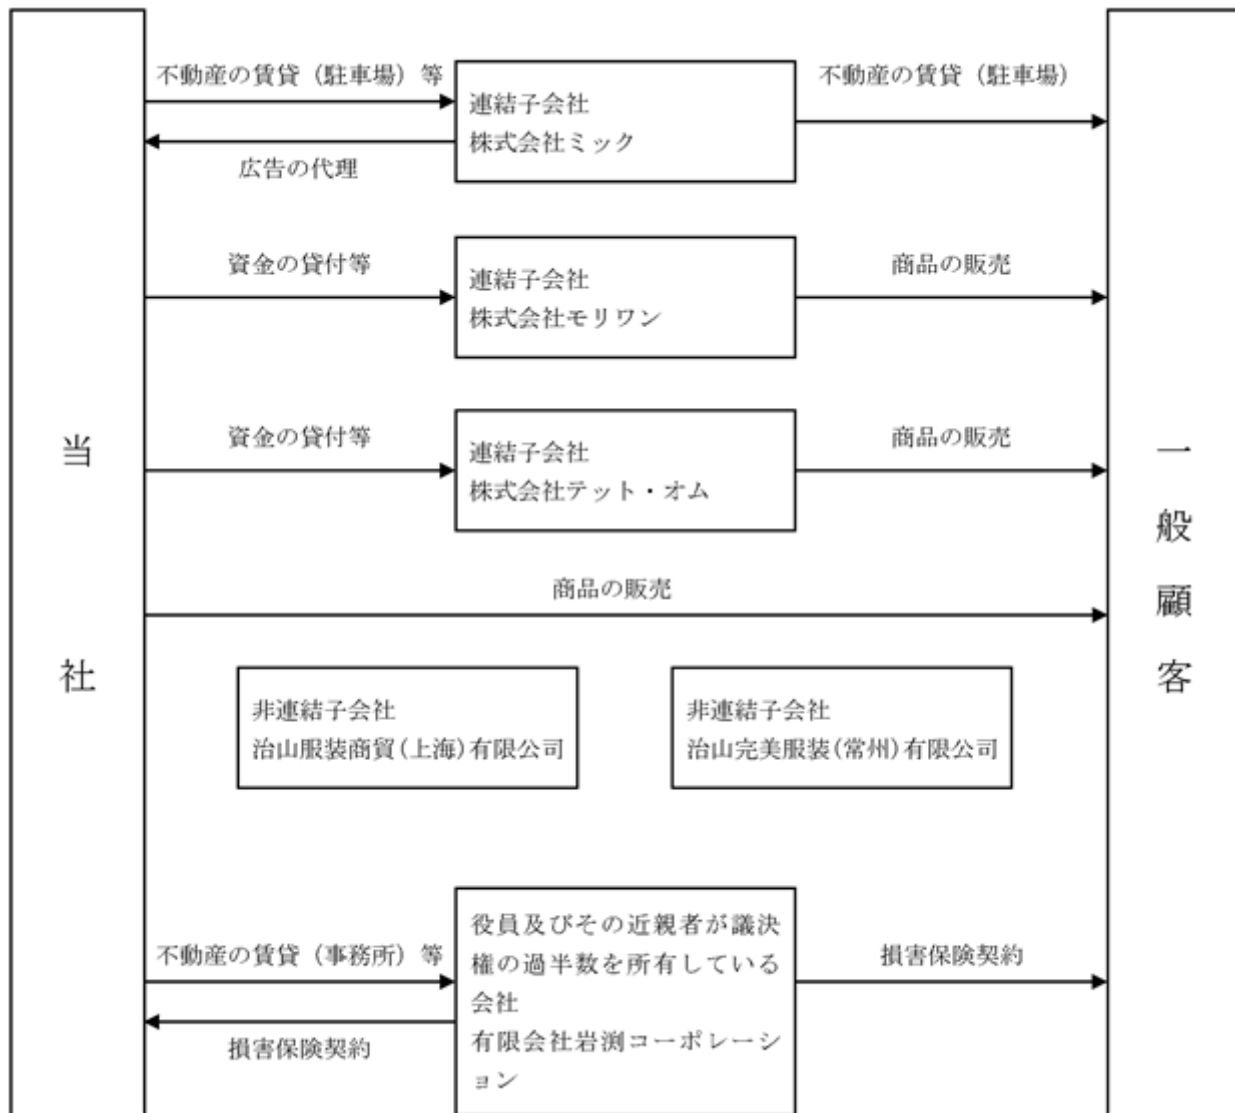 不動産の賃貸（駐車場）等
連結子会社
株式会社ミック
不動産の賃貸（駐車場）
広告の代理
資金の貸付等
連結子会社
株式会社モリワン
商品の販売
資金の貸付等
連結子会社
株式会社テット・オム
商品の販売
当社
一般顧客
商品の販売
非連結子会社
治山服装商貿(上海)有限公司
非連結子会社
治山完美服装(常州)有限公司
不動産の賃貸（事務所）等
役員及びその近親者が議決
権の過半数を所有している
会社
有限会社岩渕コーポレーシ
ョン
損害保険契約
損害保険契約